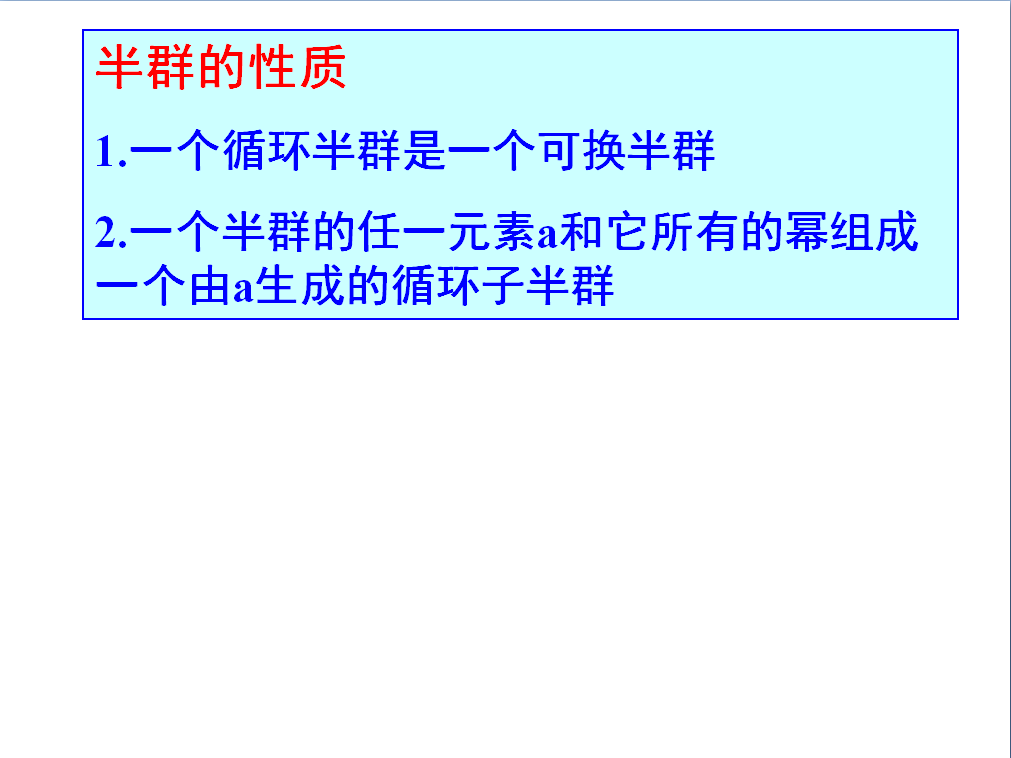 半群的性质
1.一个循环半群是一个可换半群
2.一个半群的任一元素a和它所有的幂组成
一个由a生成的循环子半群